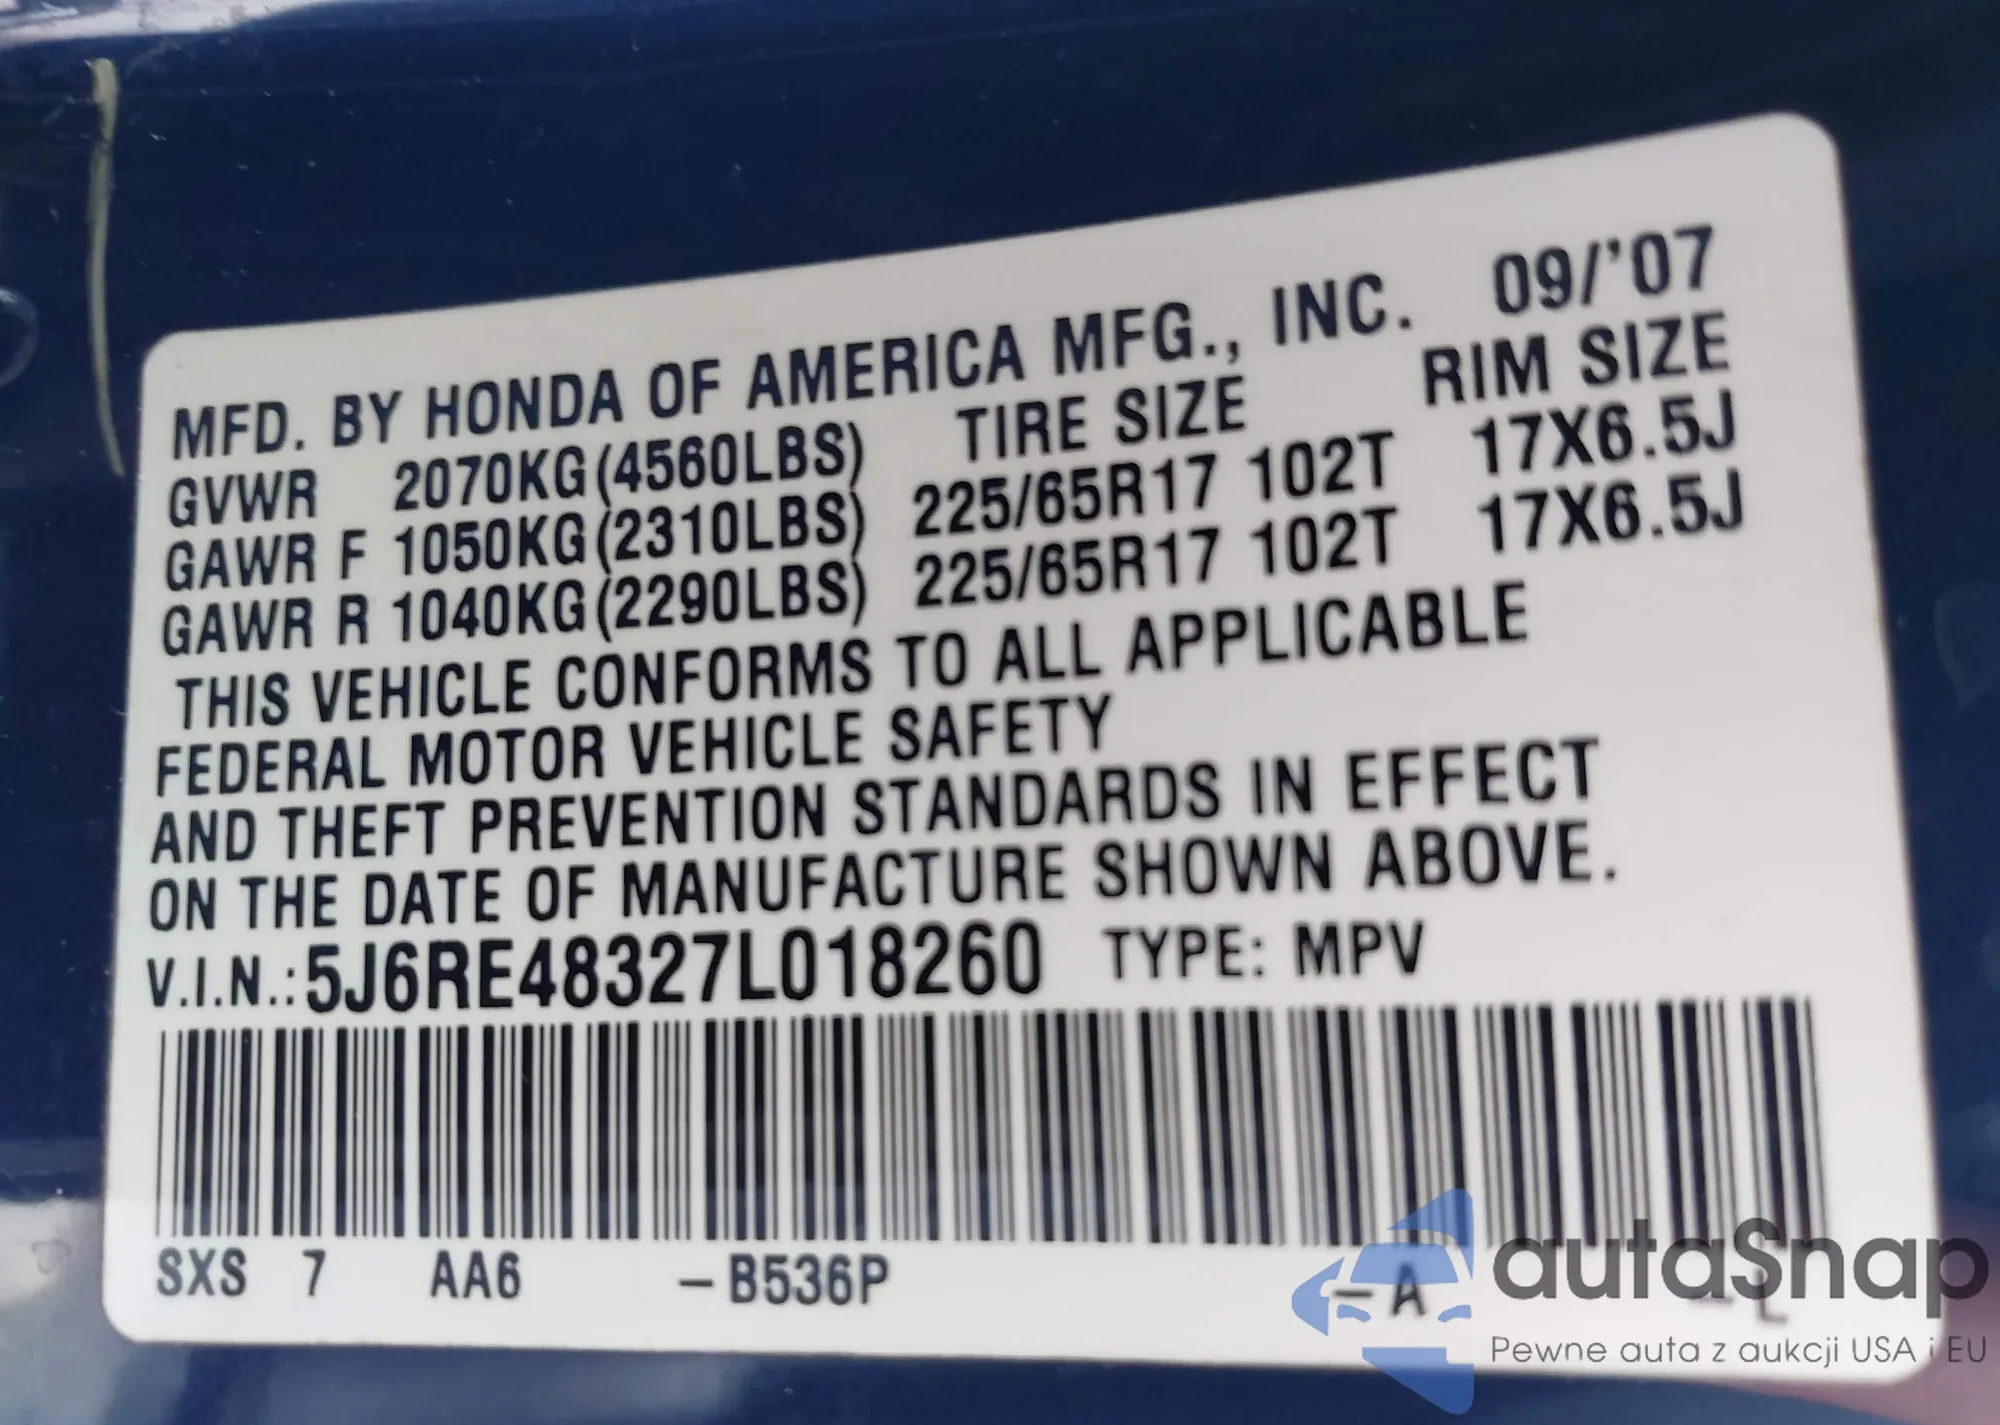 MFD. BY HONDA OF AMERICA MFG., INC. 09/'07
GVWR 2070KG(4560LBS) TIRE SIZE RIM SIZE
GAWR F 1050KG(2310LBS) 225/65R17 102T 17X6.5J
GAWR R 1040KG(2290LBS) 225/65R17 102T 17X6.5J
THIS VEHICLE CONFORMS TO ALL APPLICABLE
FEDERAL MOTOR VEHICLE SAFETY
AND THEFT PREVENTION STANDARDS IN EFFECT
ON THE DATE OF MANUFACTURE SHOWN ABOVE.
V.I.N.:5J6RE48327L018260 TYPE: MPV
SXS 7 AA6 –B536P –A –L
autaSnap
Pewne auta z aukcji USA i EU